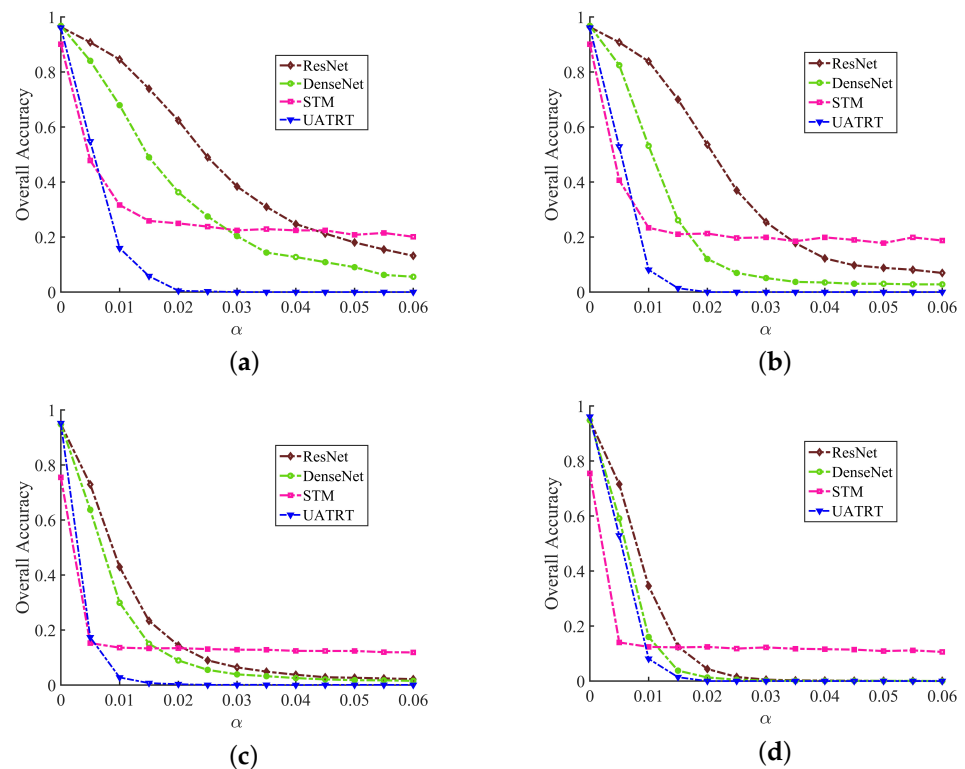 Overall Accuracy
1
0.8
0.6
0.4
0.2
0
0 0.01 0.02 0.03 0.04 0.05 0.06
α
ResNet
DenseNet
STM
UATRT
(a)
Overall Accuracy
1
0.8
0.6
0.4
0.2
0
0 0.01 0.02 0.03 0.04 0.05 0.06
α
ResNet
DenseNet
STM
UATRT
(b)
Overall Accuracy
1
0.8
0.6
0.4
0.2
0
0 0.01 0.02 0.03 0.04 0.05 0.06
α
ResNet
DenseNet
STM
UATRT
(c)
Overall Accuracy
1
0.8
0.6
0.4
0.2
0
0 0.01 0.02 0.03 0.04 0.05 0.06
α
ResNet
DenseNet
STM
UATRT
(d)